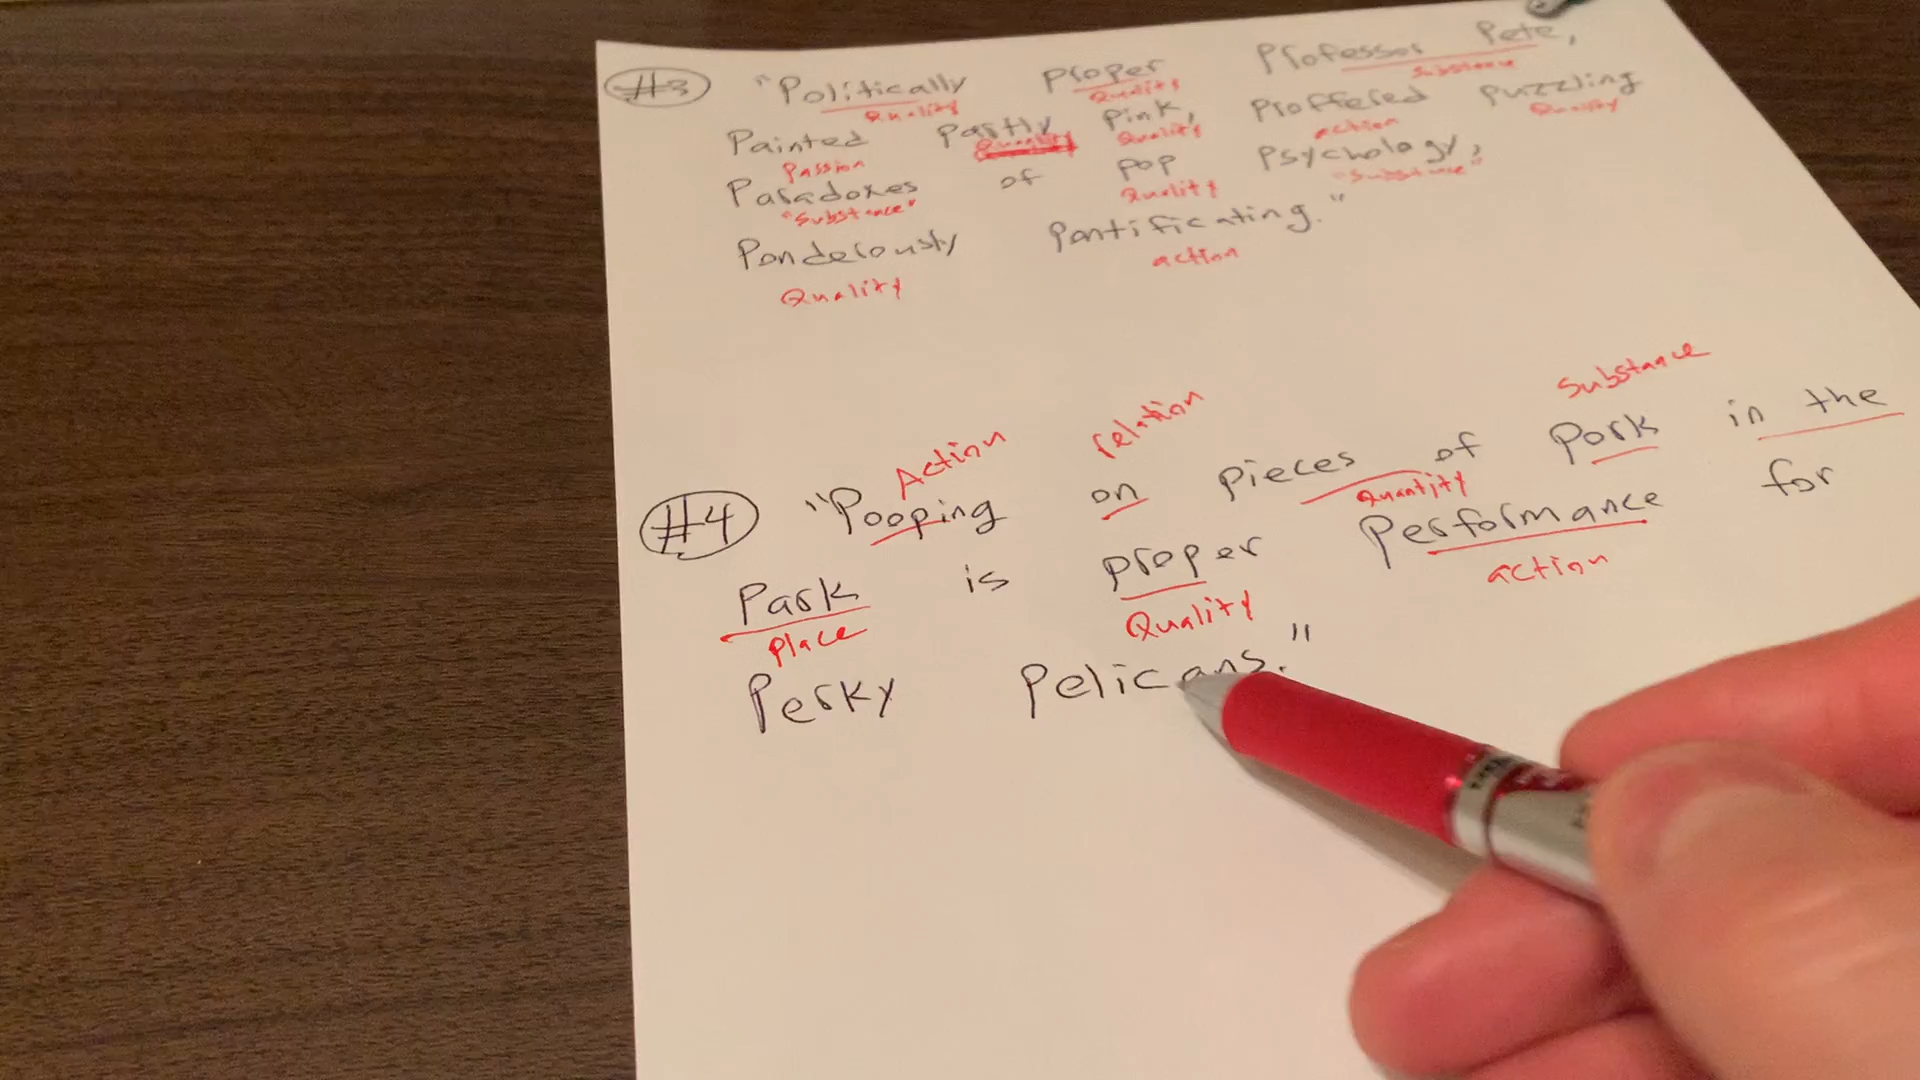 #3 "Politically Proper Professor Pete,
Quality Quality Substance
Painted Partly Pink, Proffered Puzzling
Passion Quantity Quality action Quality
Paradoxes of POP Psychology,
"Substance" Quality "Substance"
Ponderously Pontificating."
Quality action
Action relation Substance
#4 "Pooping on Pieces of Pork in the
Quantity
Park is Proper Performance for
Place Quality action
Perky Pelicans."